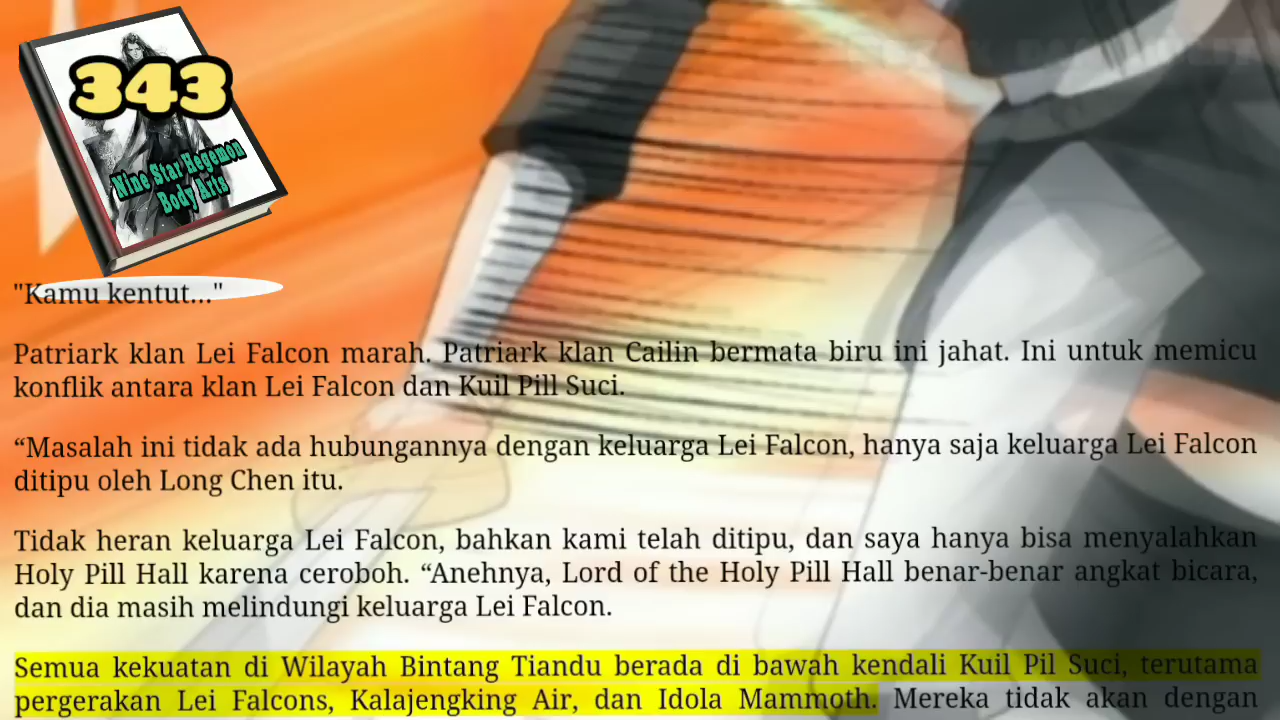 343
Nine Star Hegemon
Body Arts
"Kamu kentut..."
Patriark klan Lei Falcon marah. Patriark klan Cailin bermata biru ini jahat. Ini untuk memicu
konflik antara klan Lei Falcon dan Kuil Pill Suci.
“Masalah ini tidak ada hubungannya dengan keluarga Lei Falcon, hanya saja keluarga Lei Falcon
ditipu oleh Long Chen itu.
Tidak heran keluarga Lei Falcon, bahkan kami telah ditipu, dan saya hanya bisa menyalahkan
Holy Pill Hall karena ceroboh. “Anehnya, Lord of the Holy Pill Hall benar-benar angkat bicara,
dan dia masih melindungi keluarga Lei Falcon.
Semua kekuatan di Wilayah Bintang Tiandu berada di bawah kendali Kuil Pil Suci, terutama
pergerakan Lei Falcons, Kalajengking Air, dan Idola Mammoth. Mereka tidak akan dengan